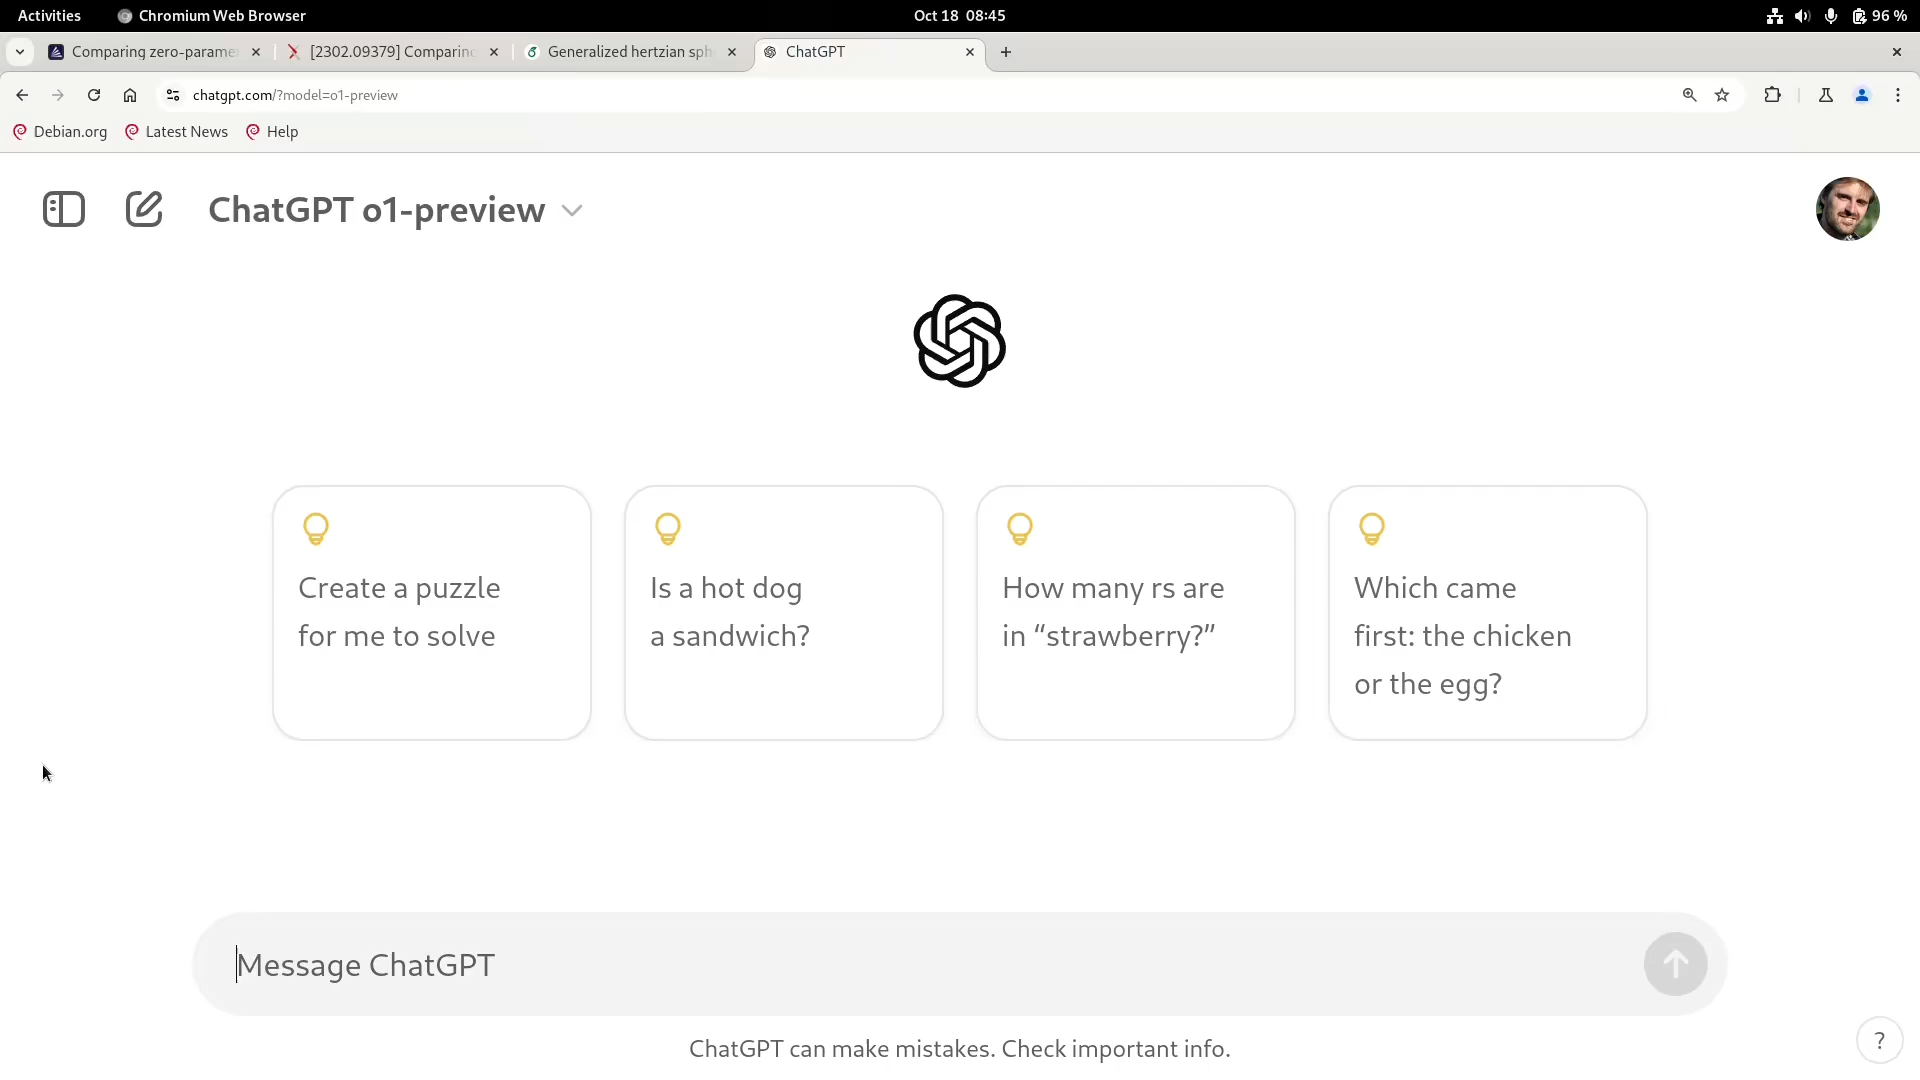 Activities
Chromium Web Browser
Oct 18 08:45
96 %
Comparing zero-parame
[2302.09379] Comparinc
Generalized hertzian sph
ChatGPT
chatgpt.com/?model=o1-preview
Debian.org
Latest News
Help
ChatGPT o1-preview
Create a puzzle
for me to solve
Is a hot dog
a sandwich?
How many rs are
in “strawberry?”
Which came
first: the chicken
or the egg?
Message ChatGPT
ChatGPT can make mistakes. Check important info.
?